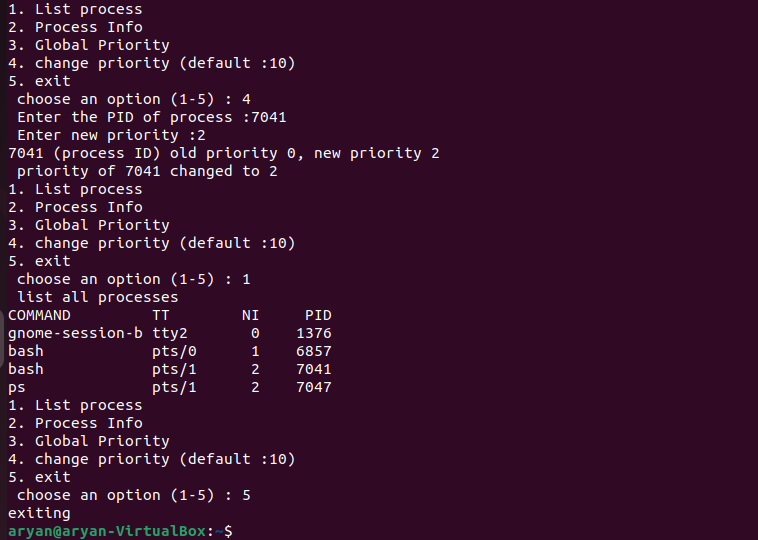 1. List process
2. Process Info
3. Global Priority
4. change priority (default :10)
5. exit
 choose an option (1-5) : 4
 Enter the PID of process :7041
 Enter new priority :2
7041 (process ID) old priority 0, new priority 2
 priority of 7041 changed to 2
1. List process
2. Process Info
3. Global Priority
4. change priority (default :10)
5. exit
 choose an option (1-5) : 1
 list all processes
COMMAND         TT        NI     PID
gnome-session-b tty2       0    1376
bash            pts/0      1    6857
bash            pts/1      2    7041
ps              pts/1      2    7047
1. List process
2. Process Info
3. Global Priority
4. change priority (default :10)
5. exit
 choose an option (1-5) : 5
exiting
aryan@aryan-VirtualBox:~$